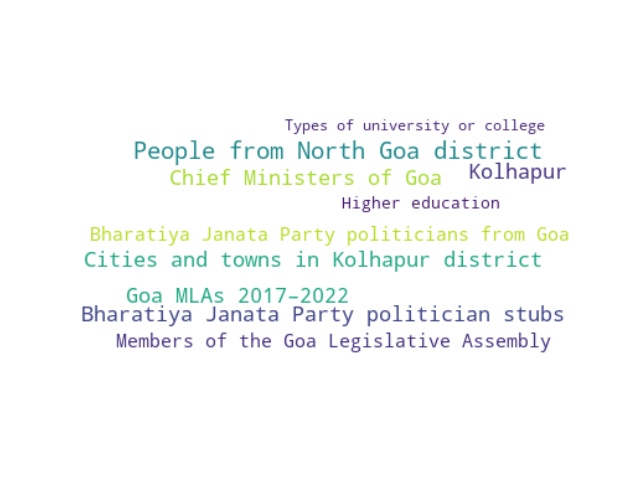 Types of university or college
People from North Goa district
Kolhapur
Chief Ministers of Goa
Higher education
Bharatiya Janata Party politicians from Goa
Cities and towns in Kolhapur district
Goa MLAs 2017–2022
Bharatiya Janata Party politician stubs
Members of the Goa Legislative Assembly